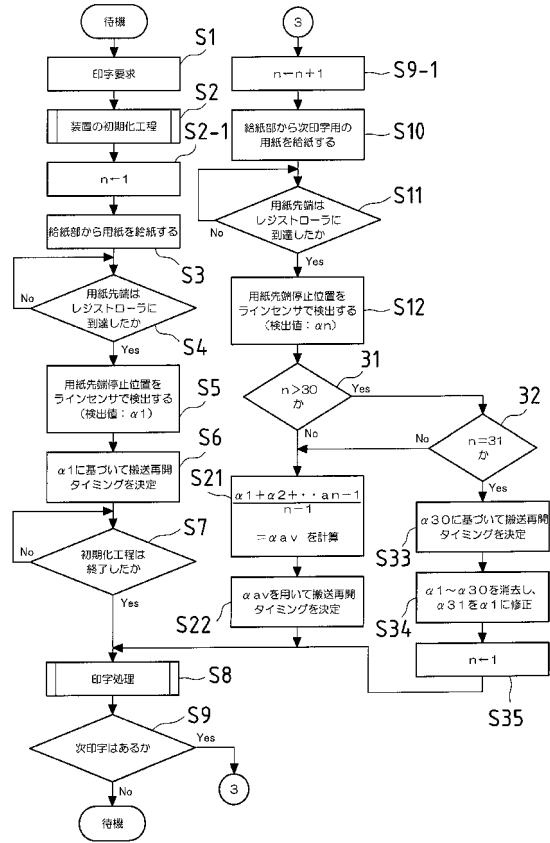 待機
S1
印字要求
S2
装置の初期化工程
S2-1
n←1
給紙部から用紙を給紙する
S3
用紙先端は
レジストローラに
到達したか
No
S4
Yes
用紙先端停止位置を
ラインセンサで検出する
(検出値：α1)
S5
S6
α1に基づいて搬送再開
タイミングを決定
S7
初期化工程は
終了したか
No
Yes
印字処理
S8
S9
次印字はあるか
Yes
3
No
待機
3
n←n+1
S9-1
給紙部から次印字用の
用紙を給紙する
S10
用紙先端は
レジストローラに
到達したか
S11
No
Yes
用紙先端停止位置を
ラインセンサで検出する
(検出値：αn)
S12
n>30
か
31
Yes
No
n=31
か
32
No
Yes
S21
α1+α2+・・an-1
n-1
=αav を計算
αavを用いて搬送再開
タイミングを決定
S22
α30に基づいて搬送再開
タイミングを決定
S33
α1～α30を消去し、
α31をα1に修正
S34
n←1
S35